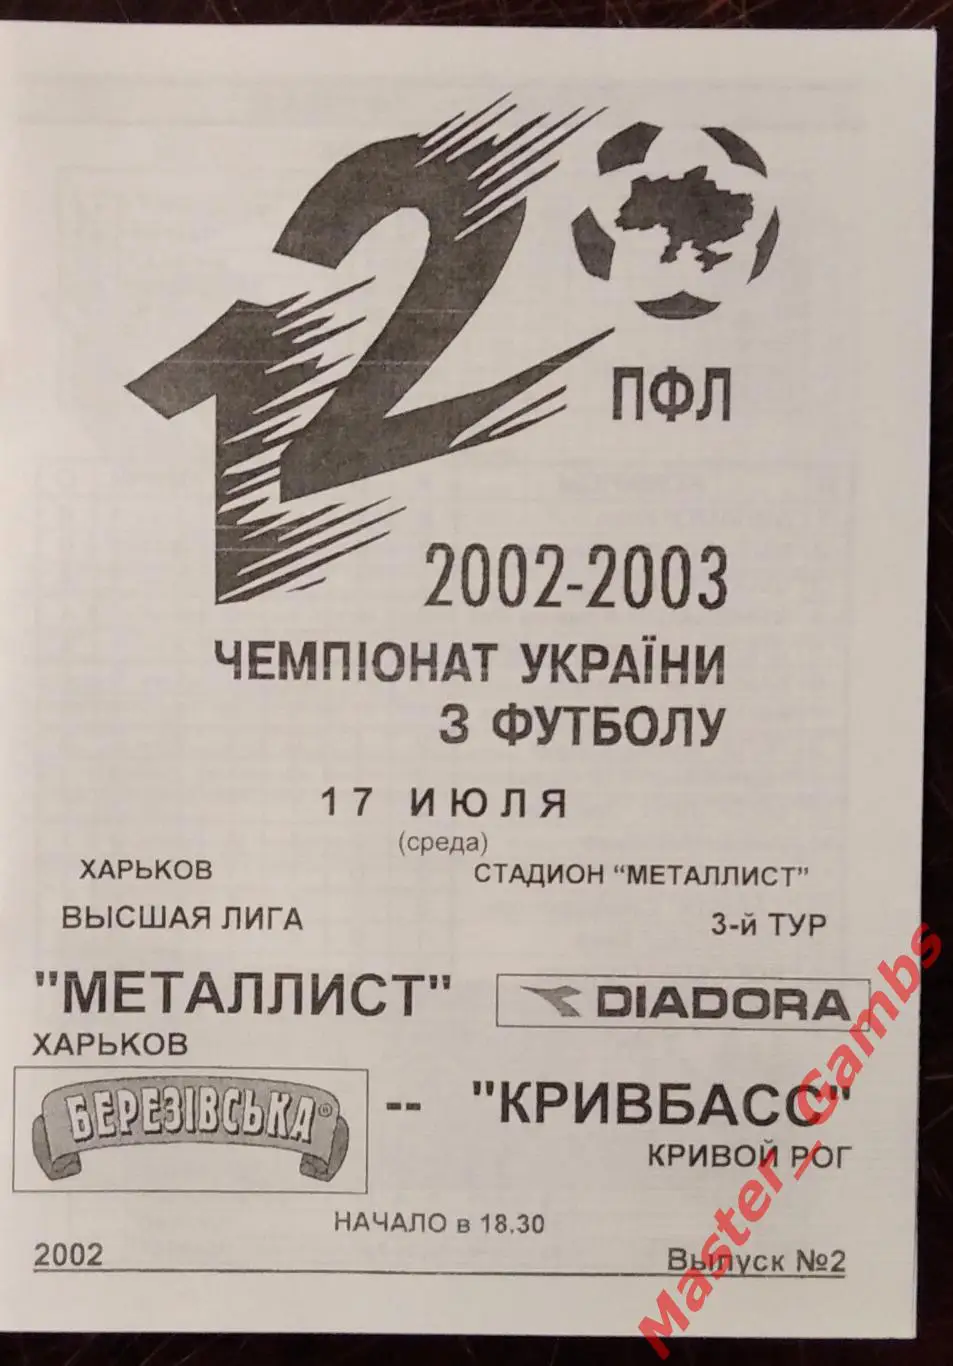 12
ПФЛ
2002-2003
ЧЕМПІОНАТ УКРАЇНИ
З ФУТБОЛУ
17 ИЮЛЯ
(среда)
ХАРЬКОВ СТАДИОН "МЕТАЛЛИСТ"
ВЫСШАЯ ЛИГА 3-й ТУР
"МЕТАЛЛИСТ" DIADORA
ХАРЬКОВ
БЕРЕЗІВСЬКА® -- "КРИВБАСС"
КРИВОЙ РОГ
НАЧАЛО в 18.30
2002 Выпуск №2
Master_Gambs